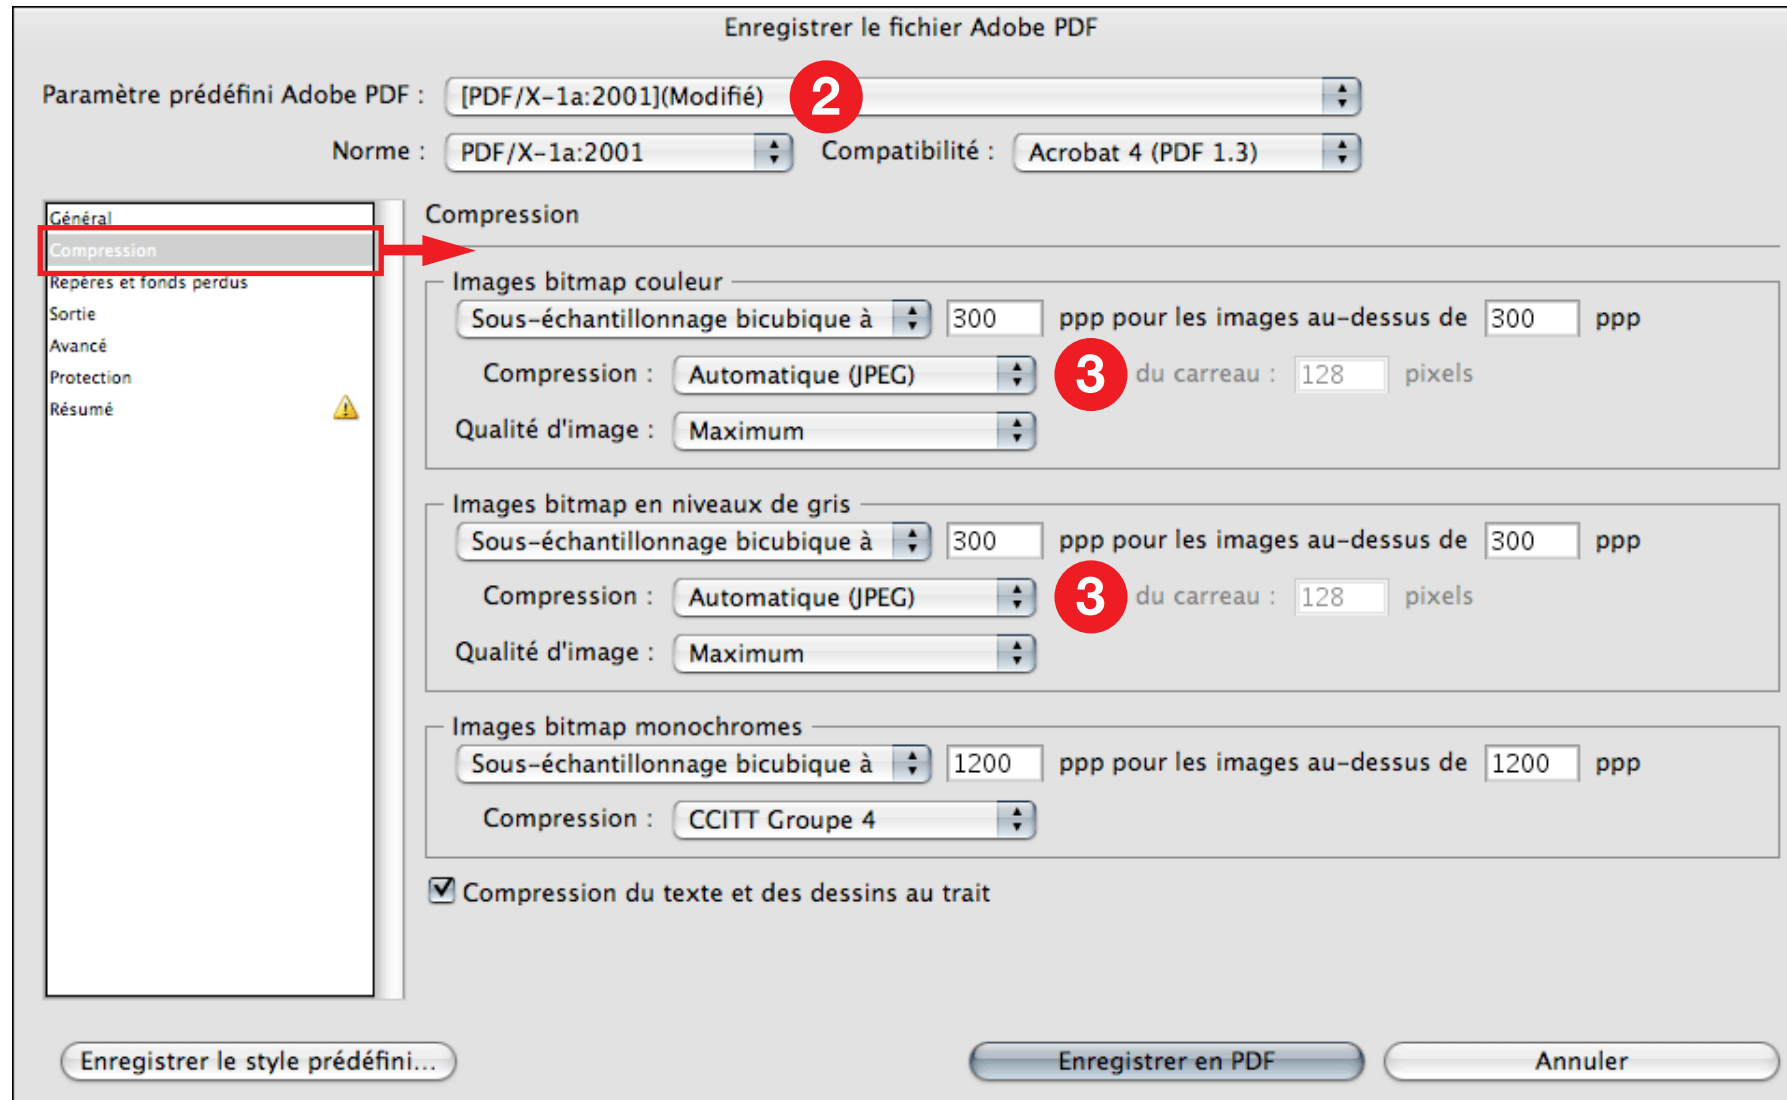 Enregistrer le fichier Adobe PDF
Paramètre prédéfini Adobe PDF : [PDF/X-1a:2001](Modifié) 2
Norme : PDF/X-1a:2001 Compatibilité : Acrobat 4 (PDF 1.3)
Général
Compression
Repères et fonds perdus
Sortie
Avancé
Protection
Résumé
Compression
Images bitmap couleur
Sous-échantillonnage bicubique à 300 ppp pour les images au-dessus de 300 ppp
Compression : Automatique (JPEG) 3 du carreau : 128 pixels
Qualité d'image : Maximum
Images bitmap en niveaux de gris
Sous-échantillonnage bicubique à 300 ppp pour les images au-dessus de 300 ppp
Compression : Automatique (JPEG) 3 du carreau : 128 pixels
Qualité d'image : Maximum
Images bitmap monochromes
Sous-échantillonnage bicubique à 1200 ppp pour les images au-dessus de 1200 ppp
Compression : CCITT Groupe 4
Compression du texte et des dessins au trait
Enregistrer le style prédéfini... Enregistrer en PDF Annuler